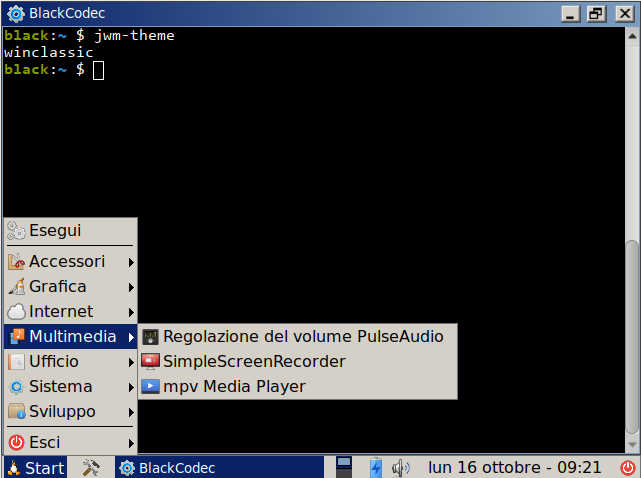 BlackCodec
black:~ $ jwm-theme
winclassic
black:~ $
Esegui
Accessori
Grafica
Internet
Multimedia
Regolazione del volume PulseAudio
SimpleScreenRecorder
mpv Media Player
Ufficio
Sistema
Sviluppo
Esci
Start BlackCodec lun 16 ottobre - 09:21